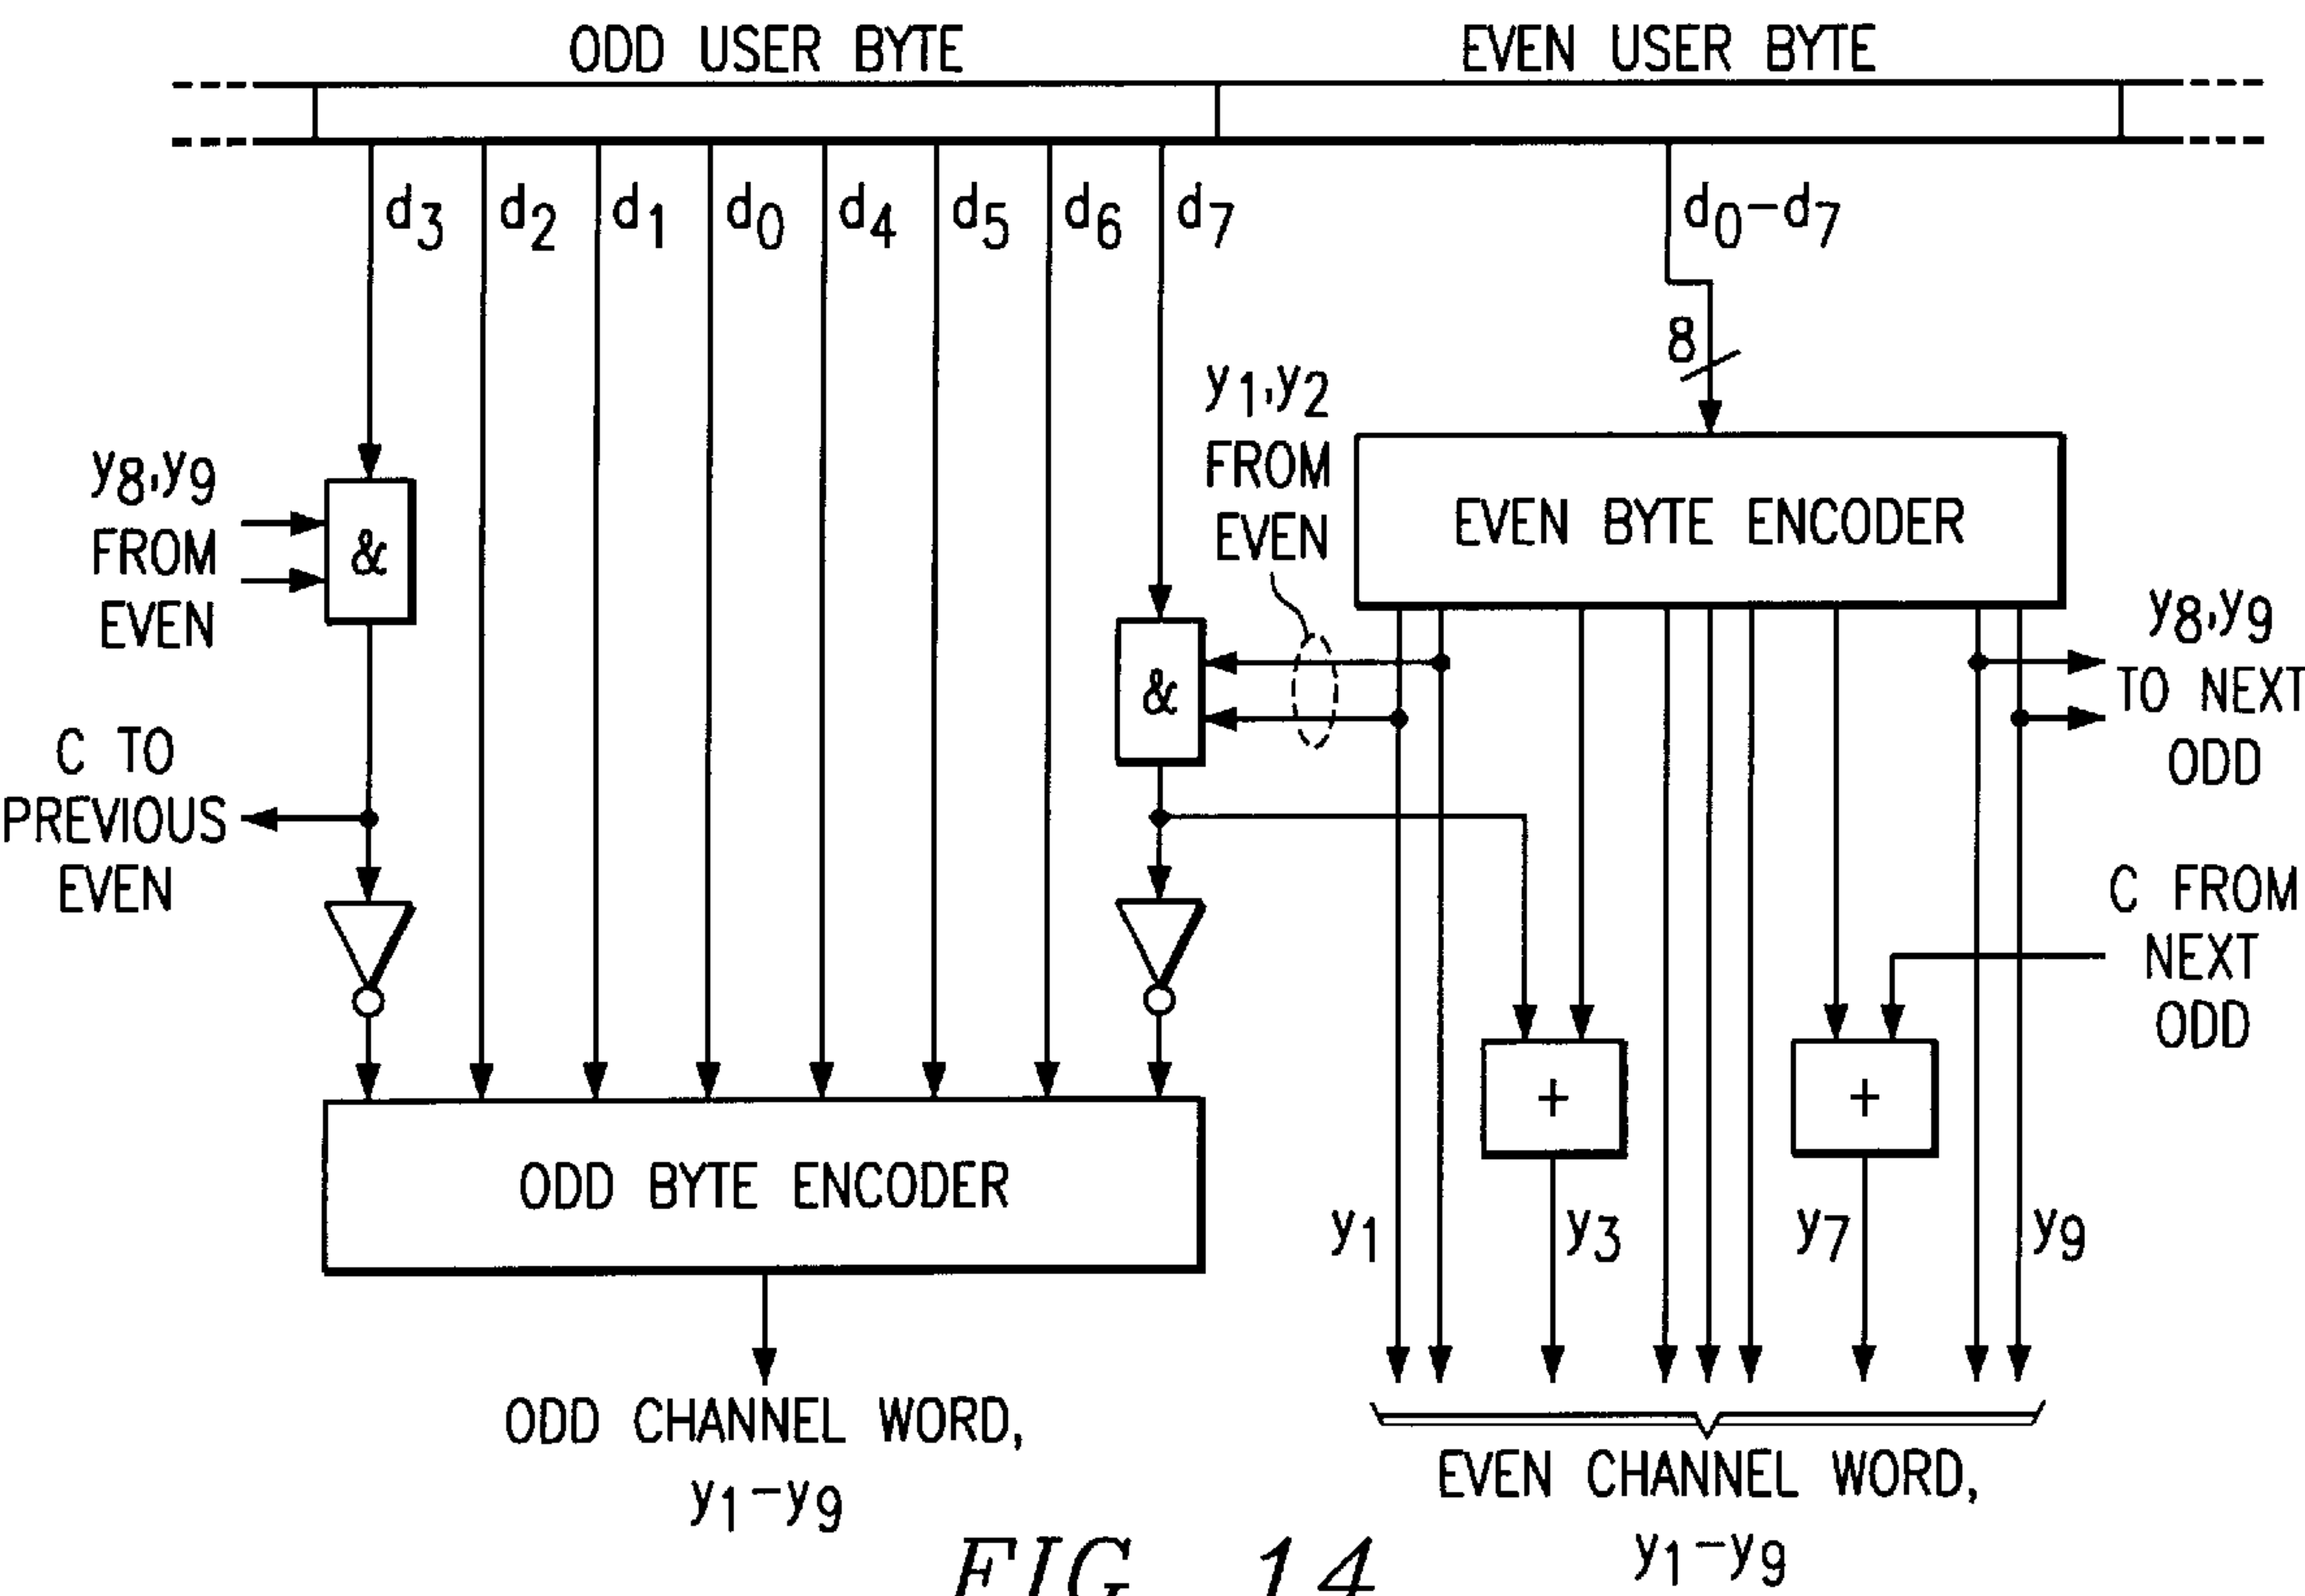 ODD USER BYTE
EVEN USER BYTE
d3 d2 d1 d0 d4 d5 d6 d7
d0-d7
8
y8,y9
FROM
EVEN
&
y1,y2
FROM
EVEN
EVEN BYTE ENCODER
&
y8,y9
TO NEXT
ODD
C TO
PREVIOUS
EVEN
C FROM
NEXT
ODD
+
+
ODD BYTE ENCODER
y1
y3
y7
y9
ODD CHANNEL WORD,
y1-y9
EVEN CHANNEL WORD,
y1-y9
FIG. 14